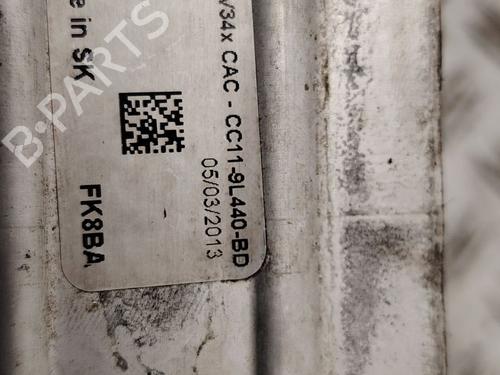 V34x CAC - CC11-9L440-BD
05/03/2013
in SK
FK8BA
B-PARTS